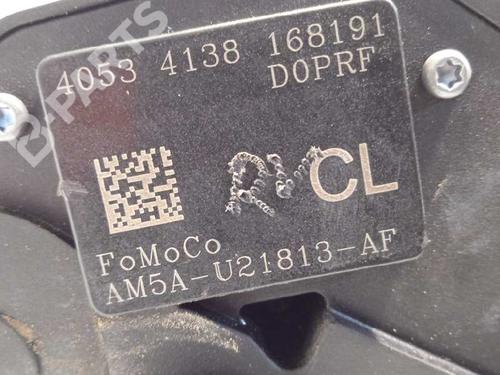 4053 4138 168191
D0PRF
CL
FoMoCo
AM5A-U21813-AF
B-PARTS